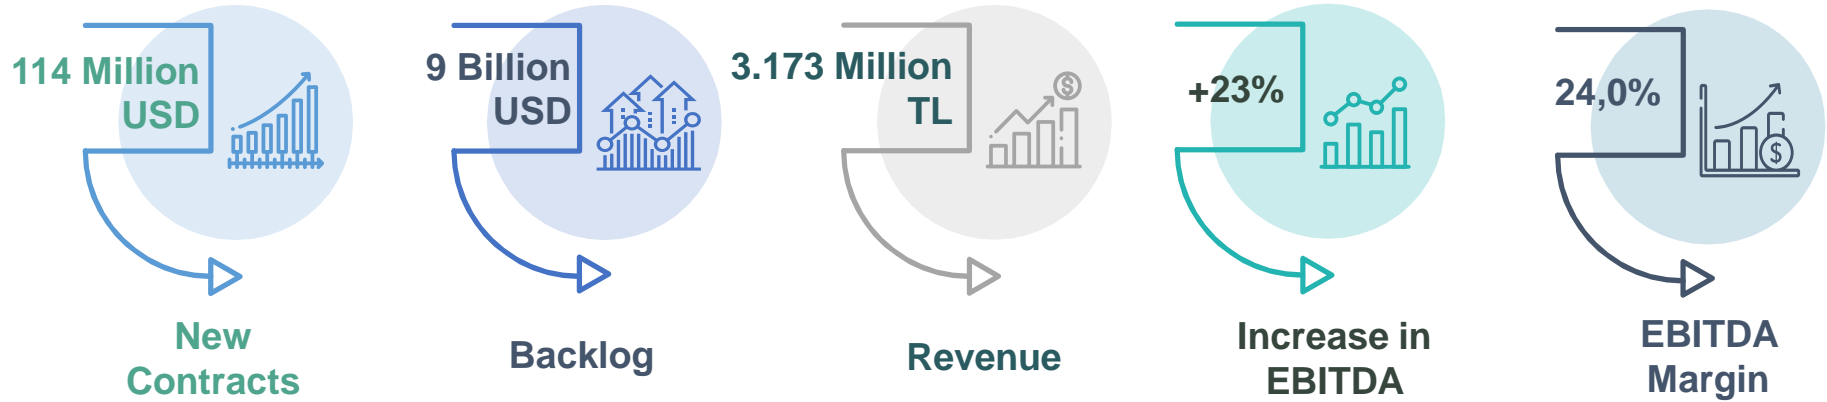 114 Million
USD
New
Contracts
9 Billion
USD
Backlog
3.173 Million
TL
Revenue
+23%
Increase in
EBITDA
24,0%
EBITDA
Margin